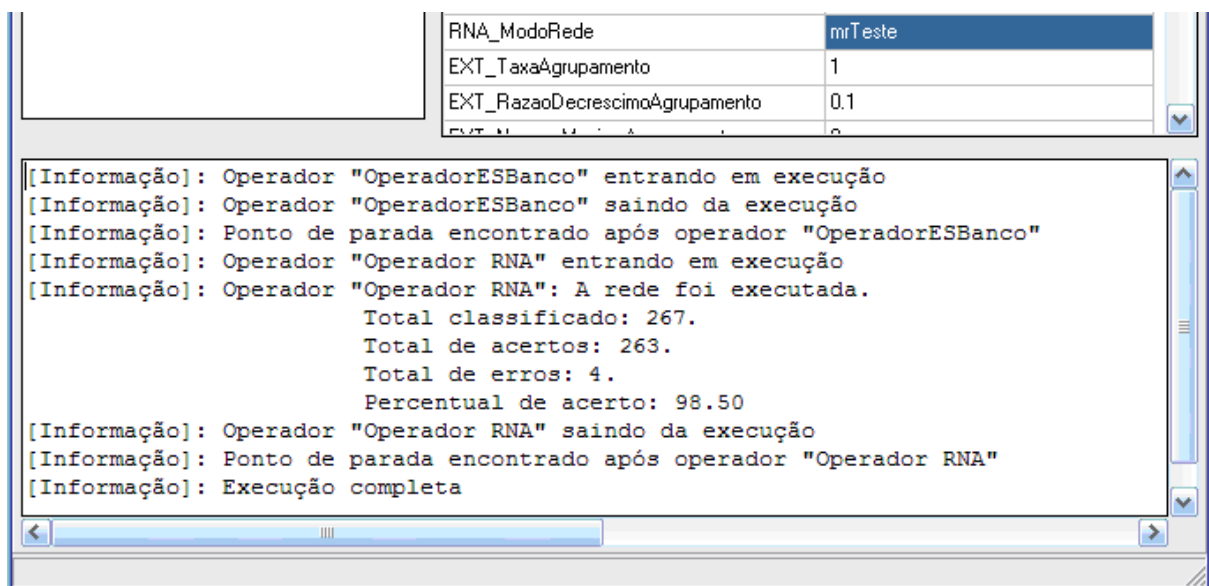 RNA_ModoRede mrTeste
EXT_TaxaAgrupamento 1
EXT_RazaoDecrescimoAgrupamento 0.1
[Informação]: Operador "OperadorESBanco" entrando em execução
[Informação]: Operador "OperadorESBanco" saindo da execução
[Informação]: Ponto de parada encontrado após operador "OperadorESBanco"
[Informação]: Operador "Operador RNA" entrando em execução
[Informação]: Operador "Operador RNA": A rede foi executada.
Total classificado: 267.
Total de acertos: 263.
Total de erros: 4.
Percentual de acerto: 98.50
[Informação]: Operador "Operador RNA" saindo da execução
[Informação]: Ponto de parada encontrado após operador "Operador RNA"
[Informação]: Execução completa